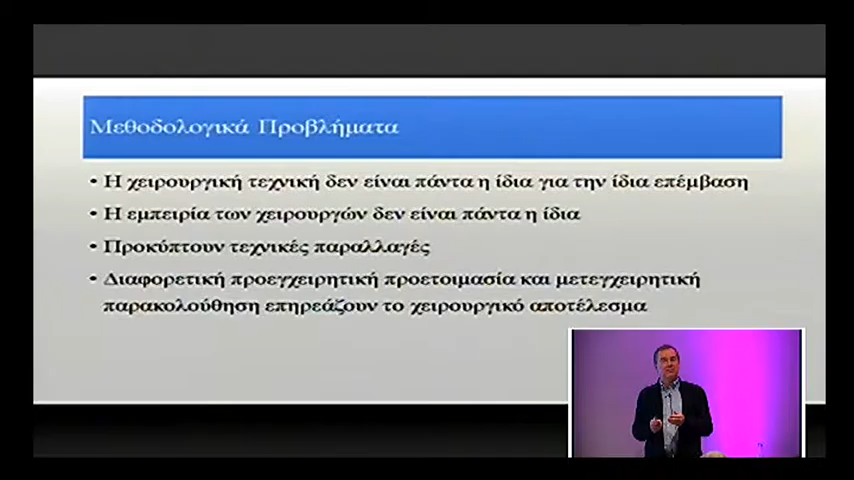 Μεθοδολογικά Προβλήματα
• Η χειρουργική τεχνική δεν είναι πάντα η ίδια για την ίδια επέμβαση
• Η εμπειρία των χειρουργών δεν είναι πάντα η ίδια
• Προκύπτουν τεχνικές παραλλαγές
• Διαφορετική προεγχειρητική προετοιμασία και μετεγχειρητική
παρακολούθηση επηρεάζουν το χειρουργικό αποτέλεσμα